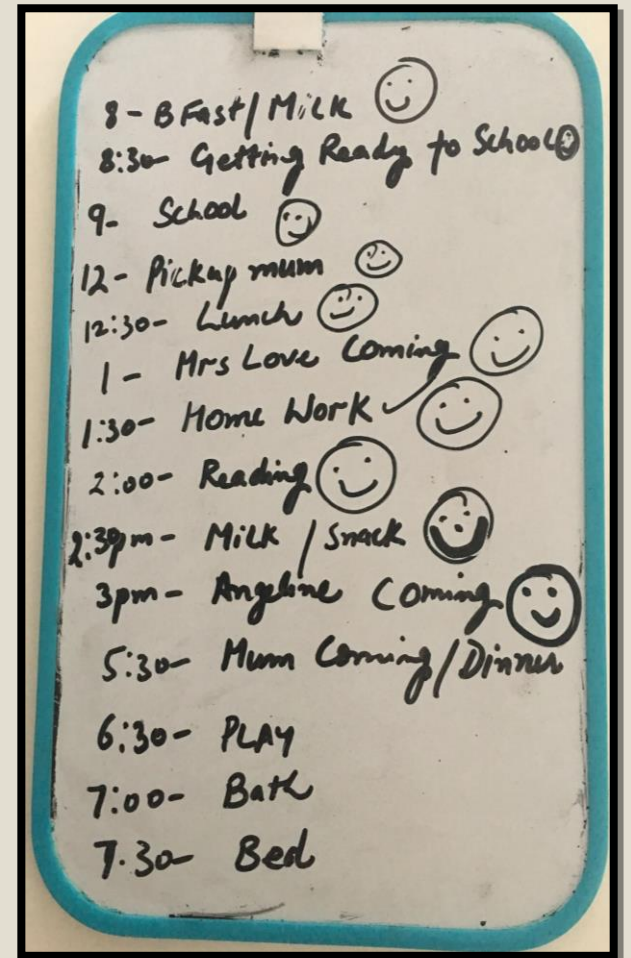 8- BFast/Milk
8:30- Getting Ready to School
9- School
12- Pickup mum
12:30- Lunch
1- Mrs Love Coming
1:30- Home Work
2:00- Reading
2:30pm- Milk/Snack
3pm- Angeline Coming
5:30- Mum Coming/Dinner
6:30- PLAY
7:00- Bath
7.30- Bed